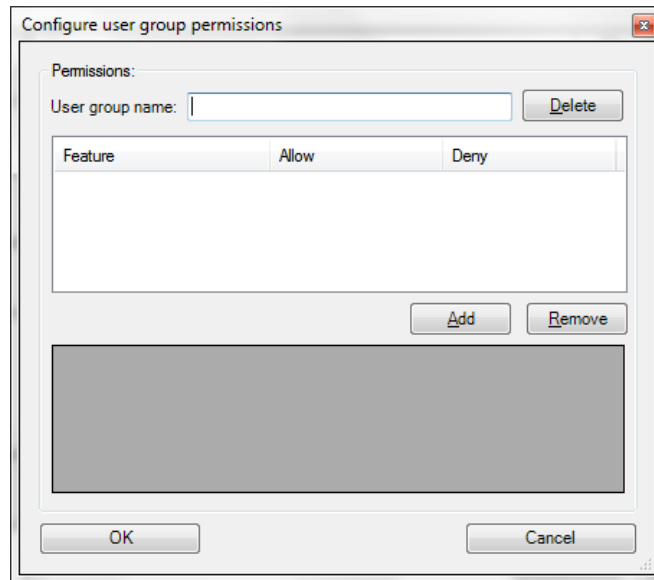 Configure user group permissions
Permissions:
User group name: Delete
Feature Allow Deny
Add Remove
OK Cancel